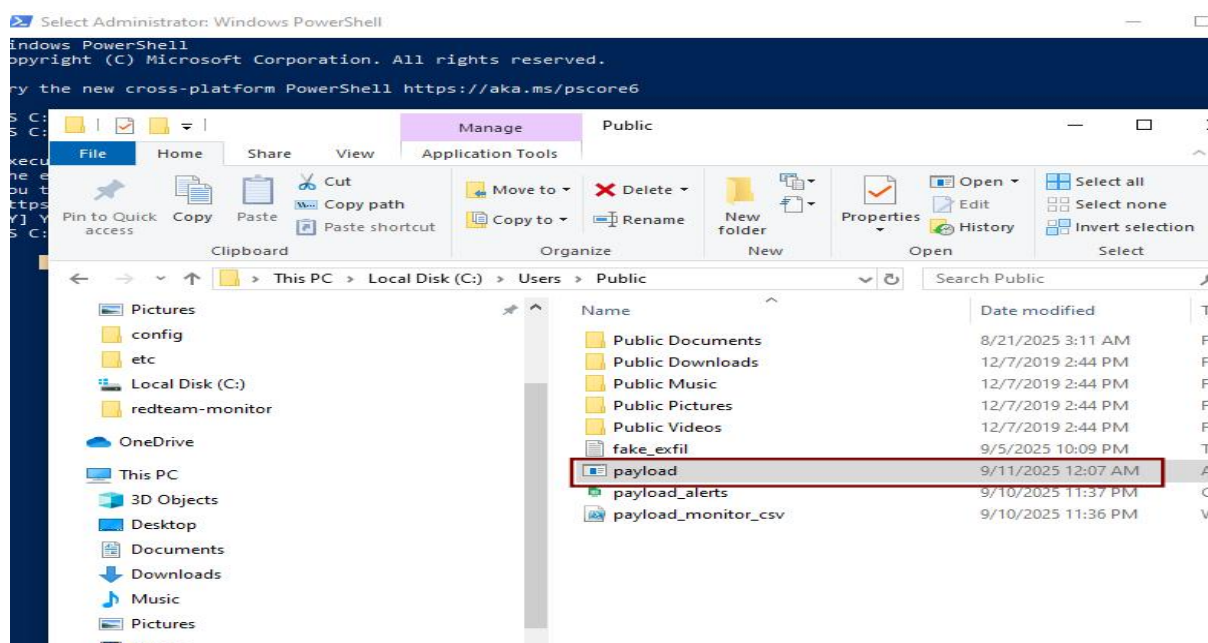 Select Administrator: Windows PowerShell
indows PowerShell
opyright (C) Microsoft Corporation. All rights reserved.
ry the new cross-platform PowerShell https://aka.ms/pscore6
S C:
S C:
xecu
he e
ou t
ttps
Y] Y
S C:
Manage
Public
File Home Share View Application Tools
Pin to Quick access
Copy
Paste
Cut
Copy path
Paste shortcut
Clipboard
Move to
Copy to
Delete
Rename
Organize
New folder
New
Properties
Open
Edit
History
Open
Select all
Select none
Invert selection
Select
This PC > Local Disk (C:) > Users > Public
Search Public
Pictures
config
etc
Local Disk (C:)
redteam-monitor
OneDrive
This PC
3D Objects
Desktop
Documents
Downloads
Music
Pictures
Name Date modified T
Public Documents 8/21/2025 3:11 AM F
Public Downloads 12/7/2019 2:44 PM F
Public Music 12/7/2019 2:44 PM F
Public Pictures 12/7/2019 2:44 PM F
Public Videos 12/7/2019 2:44 PM F
fake_exfil 9/5/2025 10:09 PM T
payload 9/11/2025 12:07 AM A
payload_alerts 9/10/2025 11:37 PM C
payload_monitor_csv 9/10/2025 11:36 PM V